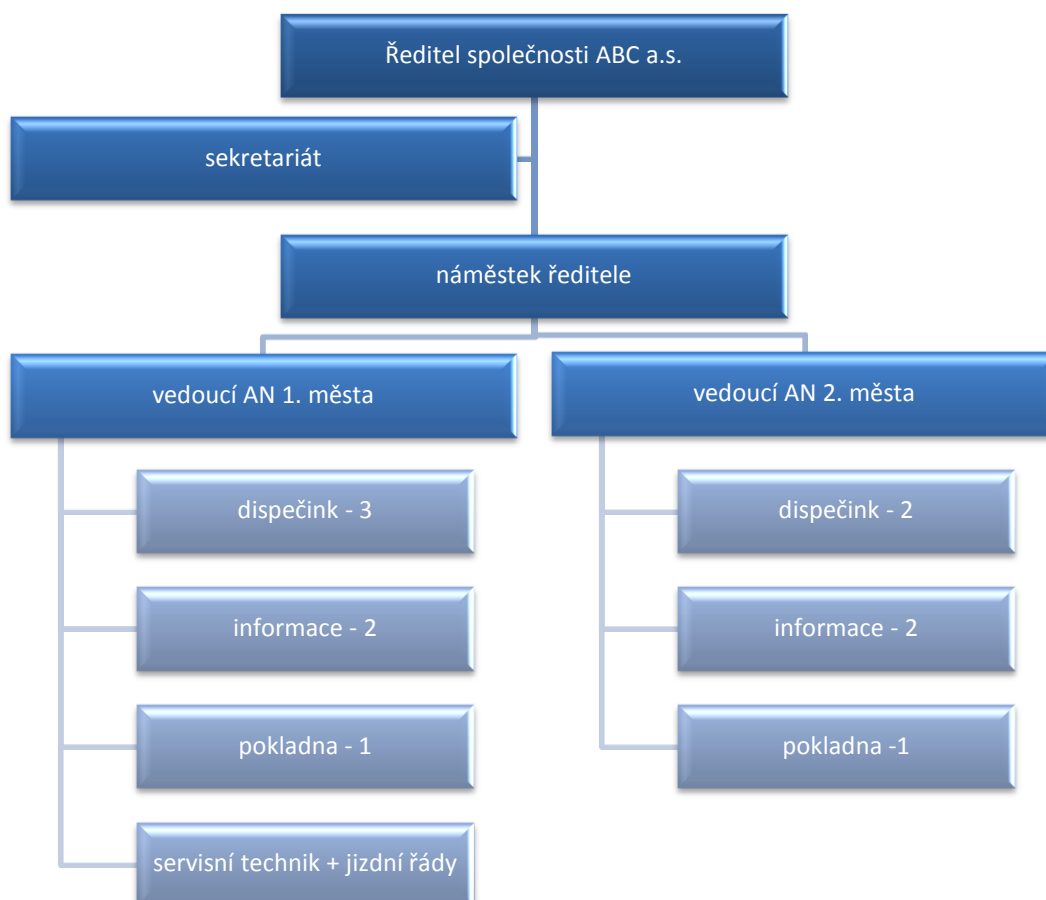 Ředitel společnosti ABC a.s.
sekretariát
náměstek ředitele
vedoucí AN 1. města
dispečink - 3
informace - 2
pokladna - 1
servisní technik + jizdní řády
vedoucí AN 2. města
dispečink - 2
informace - 2
pokladna -1